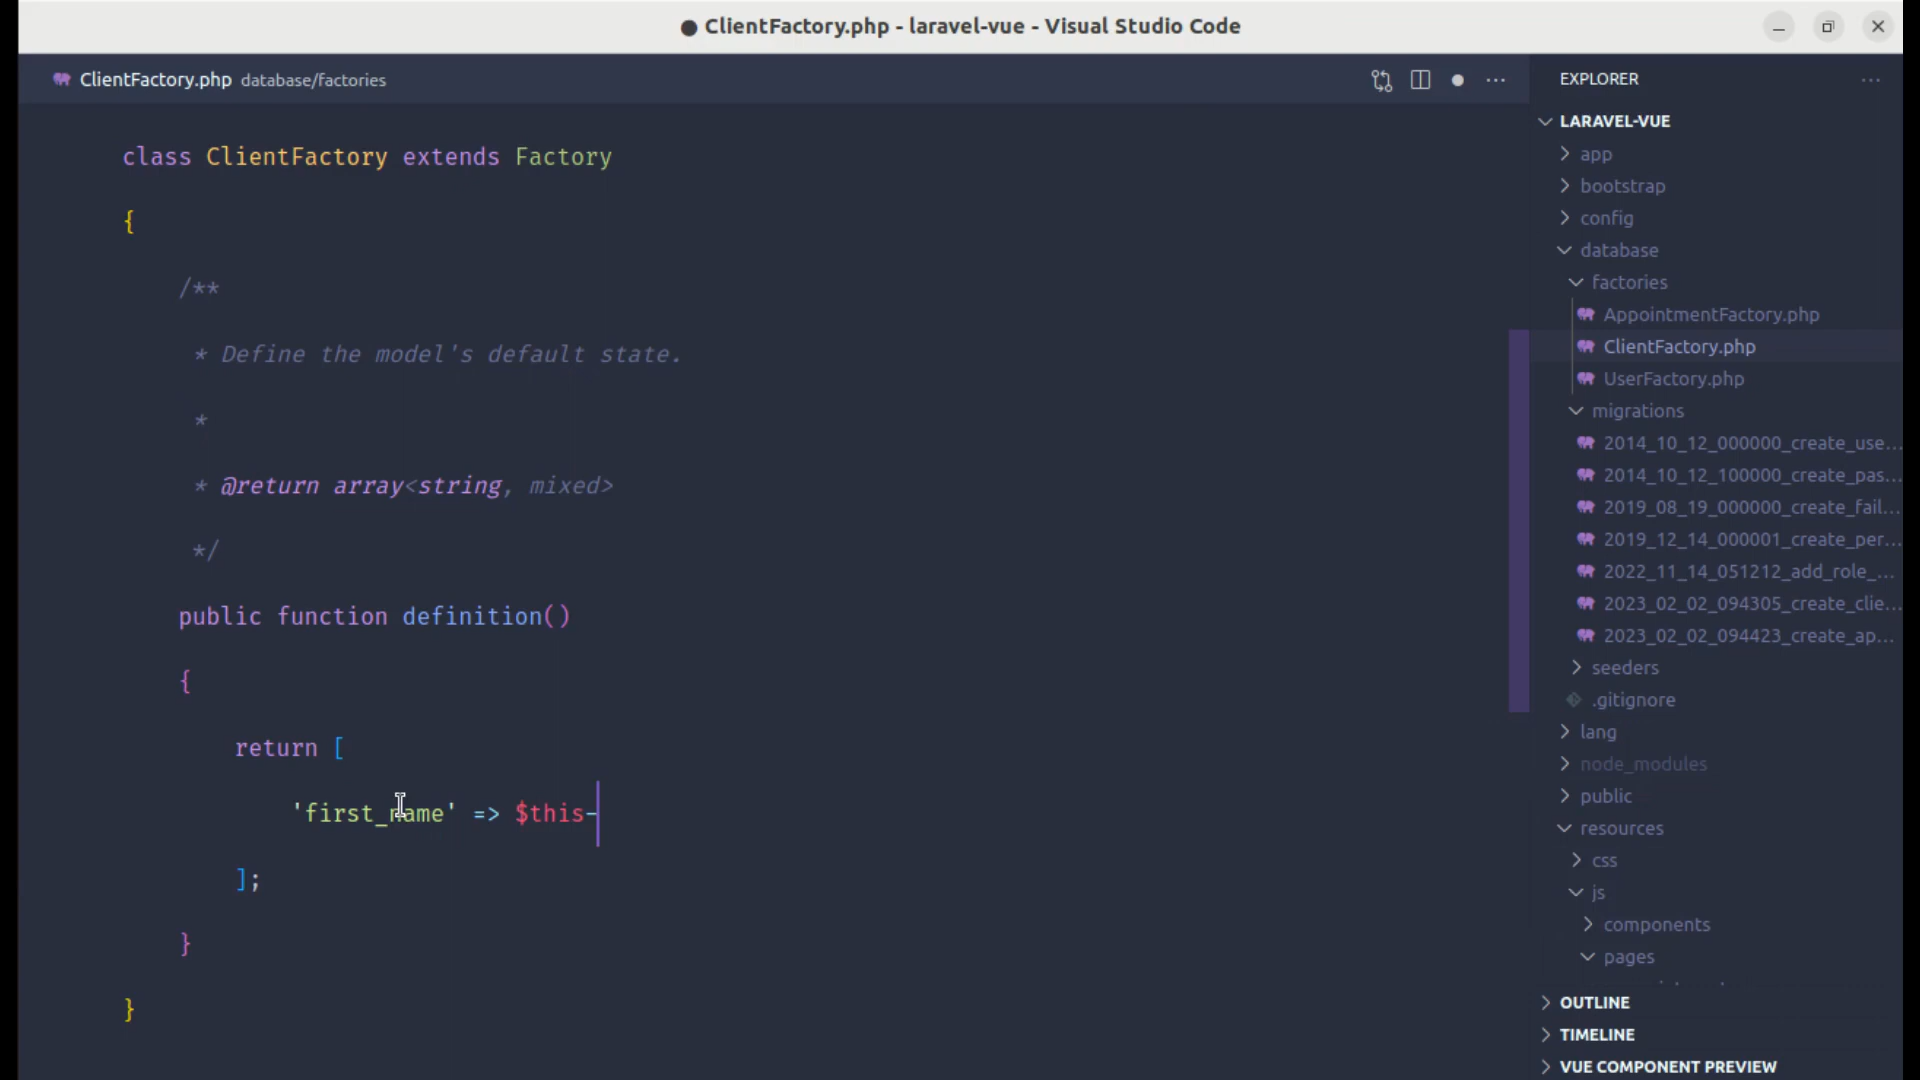 ● ClientFactory.php - laravel-vue - Visual Studio Code
ClientFactory.php database/factories
class ClientFactory extends Factory
{
/**
* Define the model's default state.
*
* @return array<string, mixed>
*/
public function definition()
{
return [
'first_name' => $this-
];
}
}
EXPLORER
LARAVEL-VUE
app
bootstrap
config
database
factories
AppointmentFactory.php
ClientFactory.php
UserFactory.php
migrations
2014_10_12_000000_create_use...
2014_10_12_100000_create_pas...
2019_08_19_000000_create_fail...
2019_12_14_000001_create_per...
2022_11_14_051212_add_role_...
2023_02_02_094305_create_clie...
2023_02_02_094423_create_ap...
seeders
.gitignore
lang
node_modules
public
resources
css
js
components
pages
OUTLINE
TIMELINE
VUE COMPONENT PREVIEW